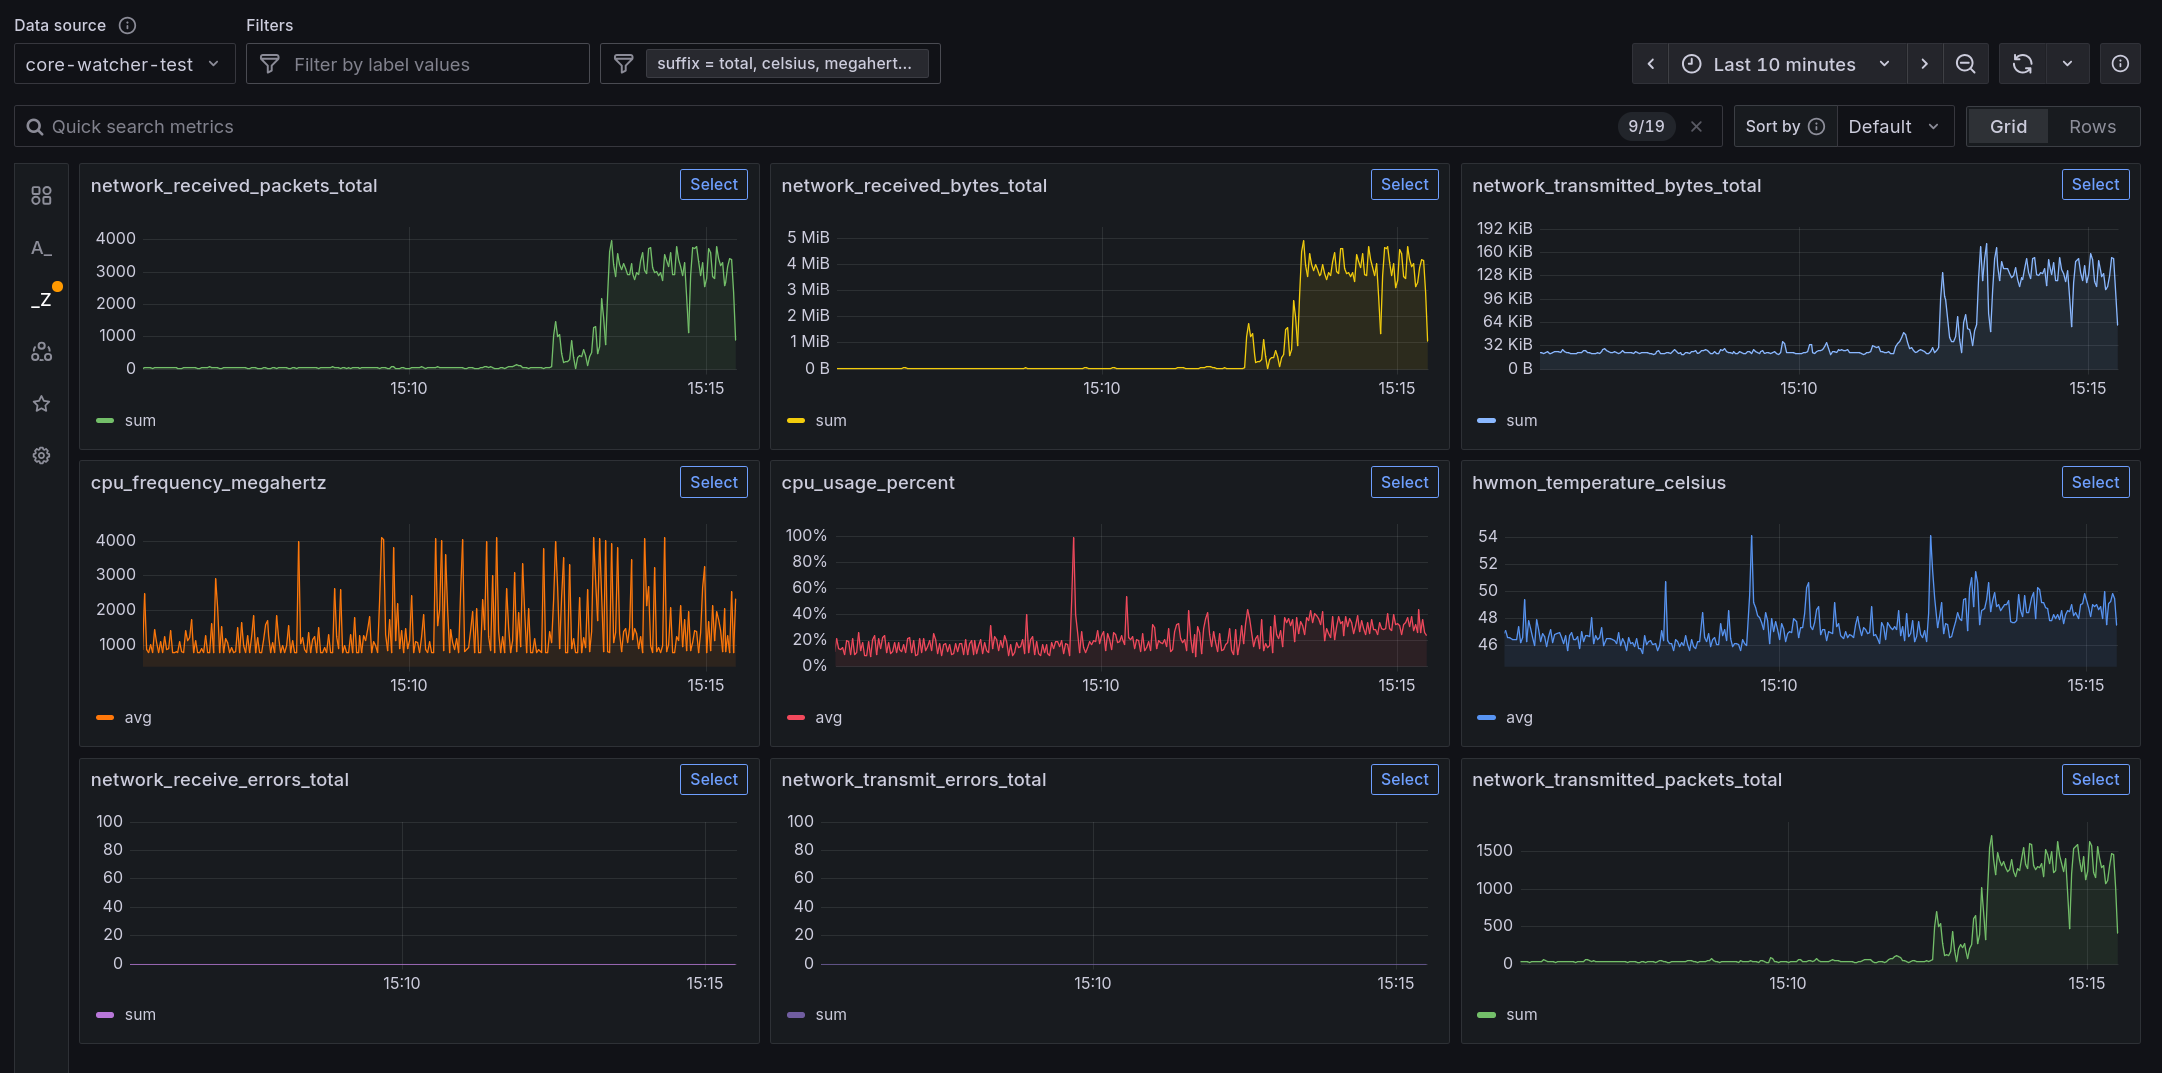 Data source
Filters
core-watcher-test
Filter by label values
suffix = total, celsius, megahert...
Last 10 minutes
Quick search metrics
9/19
Sort by
Default
Grid
Rows
A_
_Z
network_received_packets_total
Select
4000
3000
2000
1000
0
15:10
15:15
sum
network_received_bytes_total
Select
5 MiB
4 MiB
3 MiB
2 MiB
1 MiB
0 B
15:10
15:15
sum
network_transmitted_bytes_total
Select
192 KiB
160 KiB
128 KiB
96 KiB
64 KiB
32 KiB
0 B
15:10
15:15
sum
cpu_frequency_megahertz
Select
4000
3000
2000
1000
15:10
15:15
avg
cpu_usage_percent
Select
100%
80%
60%
40%
20%
0%
15:10
15:15
avg
hwmon_temperature_celsius
Select
54
52
50
48
46
15:10
15:15
avg
network_receive_errors_total
Select
100
80
60
40
20
0
15:10
15:15
sum
network_transmit_errors_total
Select
100
80
60
40
20
0
15:10
15:15
sum
network_transmitted_packets_total
Select
1500
1000
500
0
15:10
15:15
sum